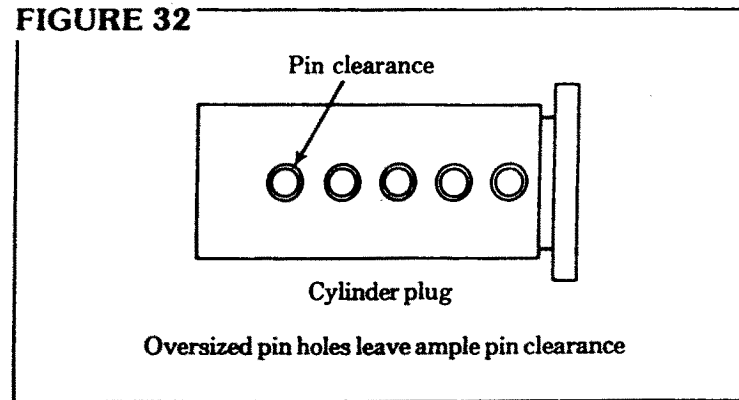 FIGURE 32
Pin clearance
Cylinder plug
Oversized pin holes leave ample pin clearance